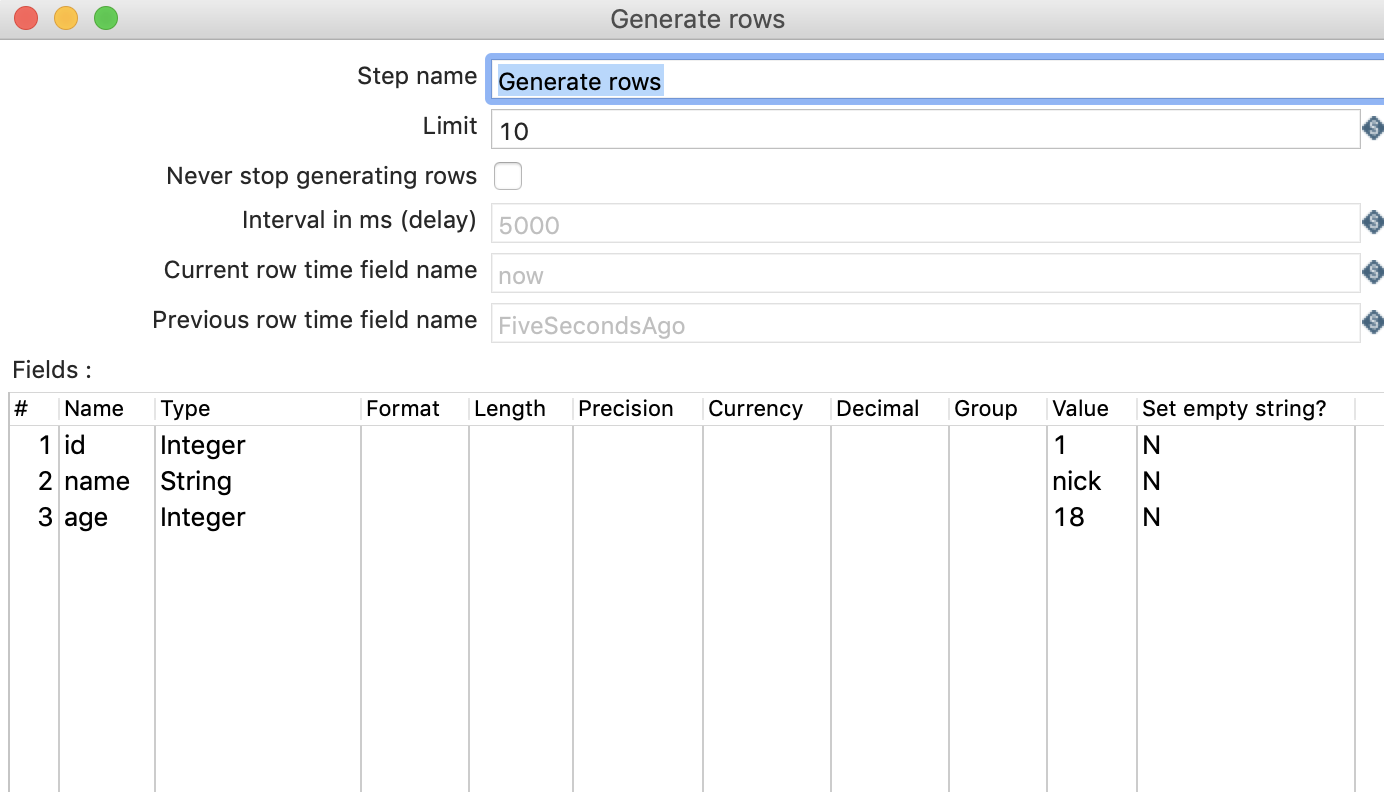 Generate rows
Step name Generate rows
Limit 10
Never stop generating rows
Interval in ms (delay) 5000
Current row time field name now
Previous row time field name FiveSecondsAgo
Fields :
# Name Type Format Length Precision Currency Decimal Group Value Set empty string?
1 id Integer 1 N
2 name String nick N
3 age Integer 18 N